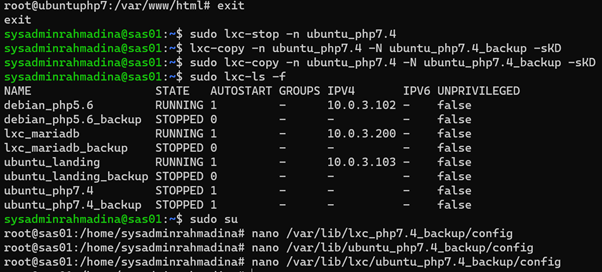 root@ubuntuphp7:/var/www/html# exit
exit
sysadminrahmadina@sas01:~$ sudo lxc-stop -n ubuntu_php7.4
sysadminrahmadina@sas01:~$ lxc-copy -n ubuntu_php7.4 -N ubuntu_php7.4_backup -sKD
sysadminrahmadina@sas01:~$ sudo lxc-copy -n ubuntu_php7.4 -N ubuntu_php7.4_backup -sKD
sysadminrahmadina@sas01:~$ sudo lxc-ls -f
NAME STATE AUTOSTART GROUPS IPV4 IPV6 UNPRIVILEGED
debian_php5.6 RUNNING 1 - 10.0.3.102 - false
debian_php5.6_backup STOPPED 0 - - - false
lxc_mariadb RUNNING 1 - 10.0.3.200 - false
lxc_mariadb_backup STOPPED 0 - - - false
ubuntu_landing RUNNING 1 - 10.0.3.103 - false
ubuntu_landing_backup STOPPED 0 - - - false
ubuntu_php7.4 STOPPED 1 - - - false
ubuntu_php7.4_backup STOPPED 1 - - - false
sysadminrahmadina@sas01:~$ sudo su
root@sas01:/home/sysadminrahmadina# nano /var/lib/lxc_php7.4_backup/config
root@sas01:/home/sysadminrahmadina# nano /var/lib/ubuntu_php7.4_backup/config
root@sas01:/home/sysadminrahmadina# nano /var/lib/lxc/ubuntu_php7.4_backup/config